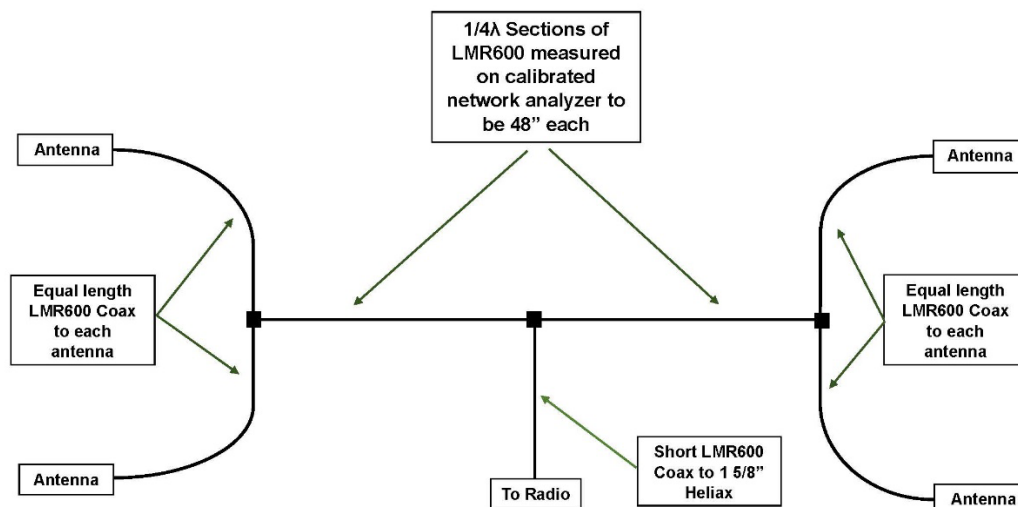 1/4λ Sections of
LMR600 measured
on calibrated
network analyzer to
be 48” each
Antenna
Antenna
Equal length
LMR600 Coax
to each
antenna
Equal length
LMR600 Coax
to each
antenna
Antenna
To Radio
Short LMR600
Coax to 1 5/8”
Heliax
Antenna